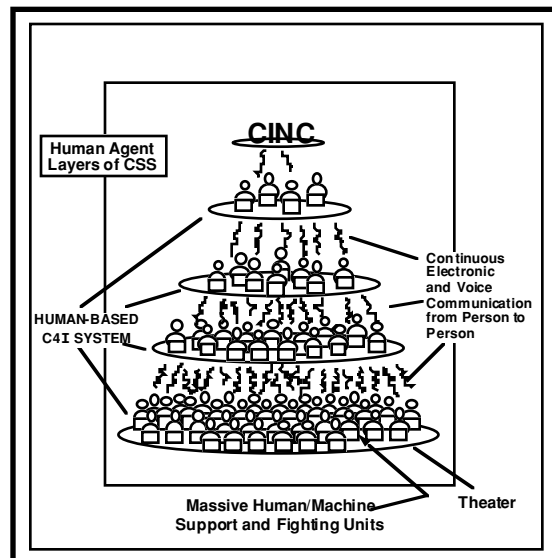 CINC
Human Agent
Layers of CSS
Continuous
Electronic
and Voice
Communication
from Person to
Person
HUMAN-BASED
C4I SYSTEM
Massive Human/Machine
Support and Fighting Units
Theater